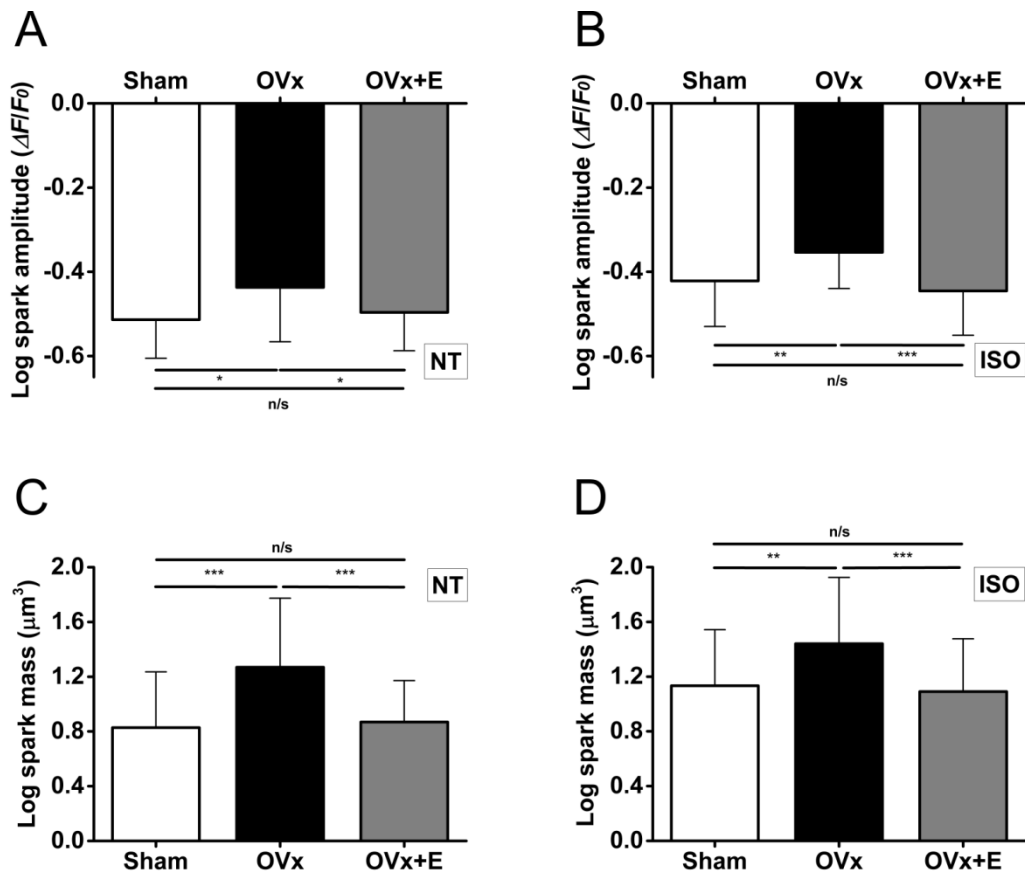 A
Sham OVx OVx+E
Log spark amplitude (ΔF/F0)
0.0
-0.2
-0.4
-0.6
NT
* *
n/s
B
Sham OVx OVx+E
Log spark amplitude (ΔF/F0)
0.0
-0.2
-0.4
-0.6
** ***
ISO
n/s
C
n/s
*** ***
NT
Log spark mass (μm³)
2.0
1.6
1.2
0.8
0.4
0.0
Sham OVx OVx+E
D
n/s
** ***
ISO
Log spark mass (μm³)
2.0
1.6
1.2
0.8
0.4
0.0
Sham OVx OVx+E